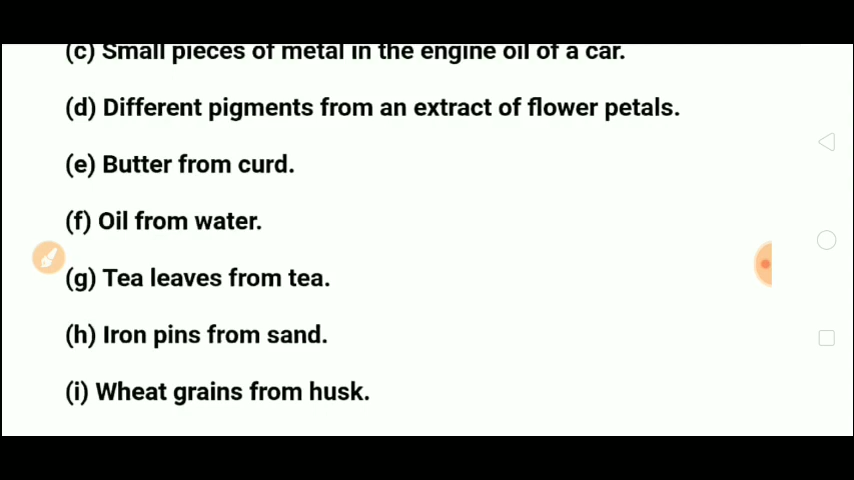 (c) Small pieces of metal in the engine oil of a car.
(d) Different pigments from an extract of flower petals.
(e) Butter from curd.
(f) Oil from water.
(g) Tea leaves from tea.
(h) Iron pins from sand.
(i) Wheat grains from husk.